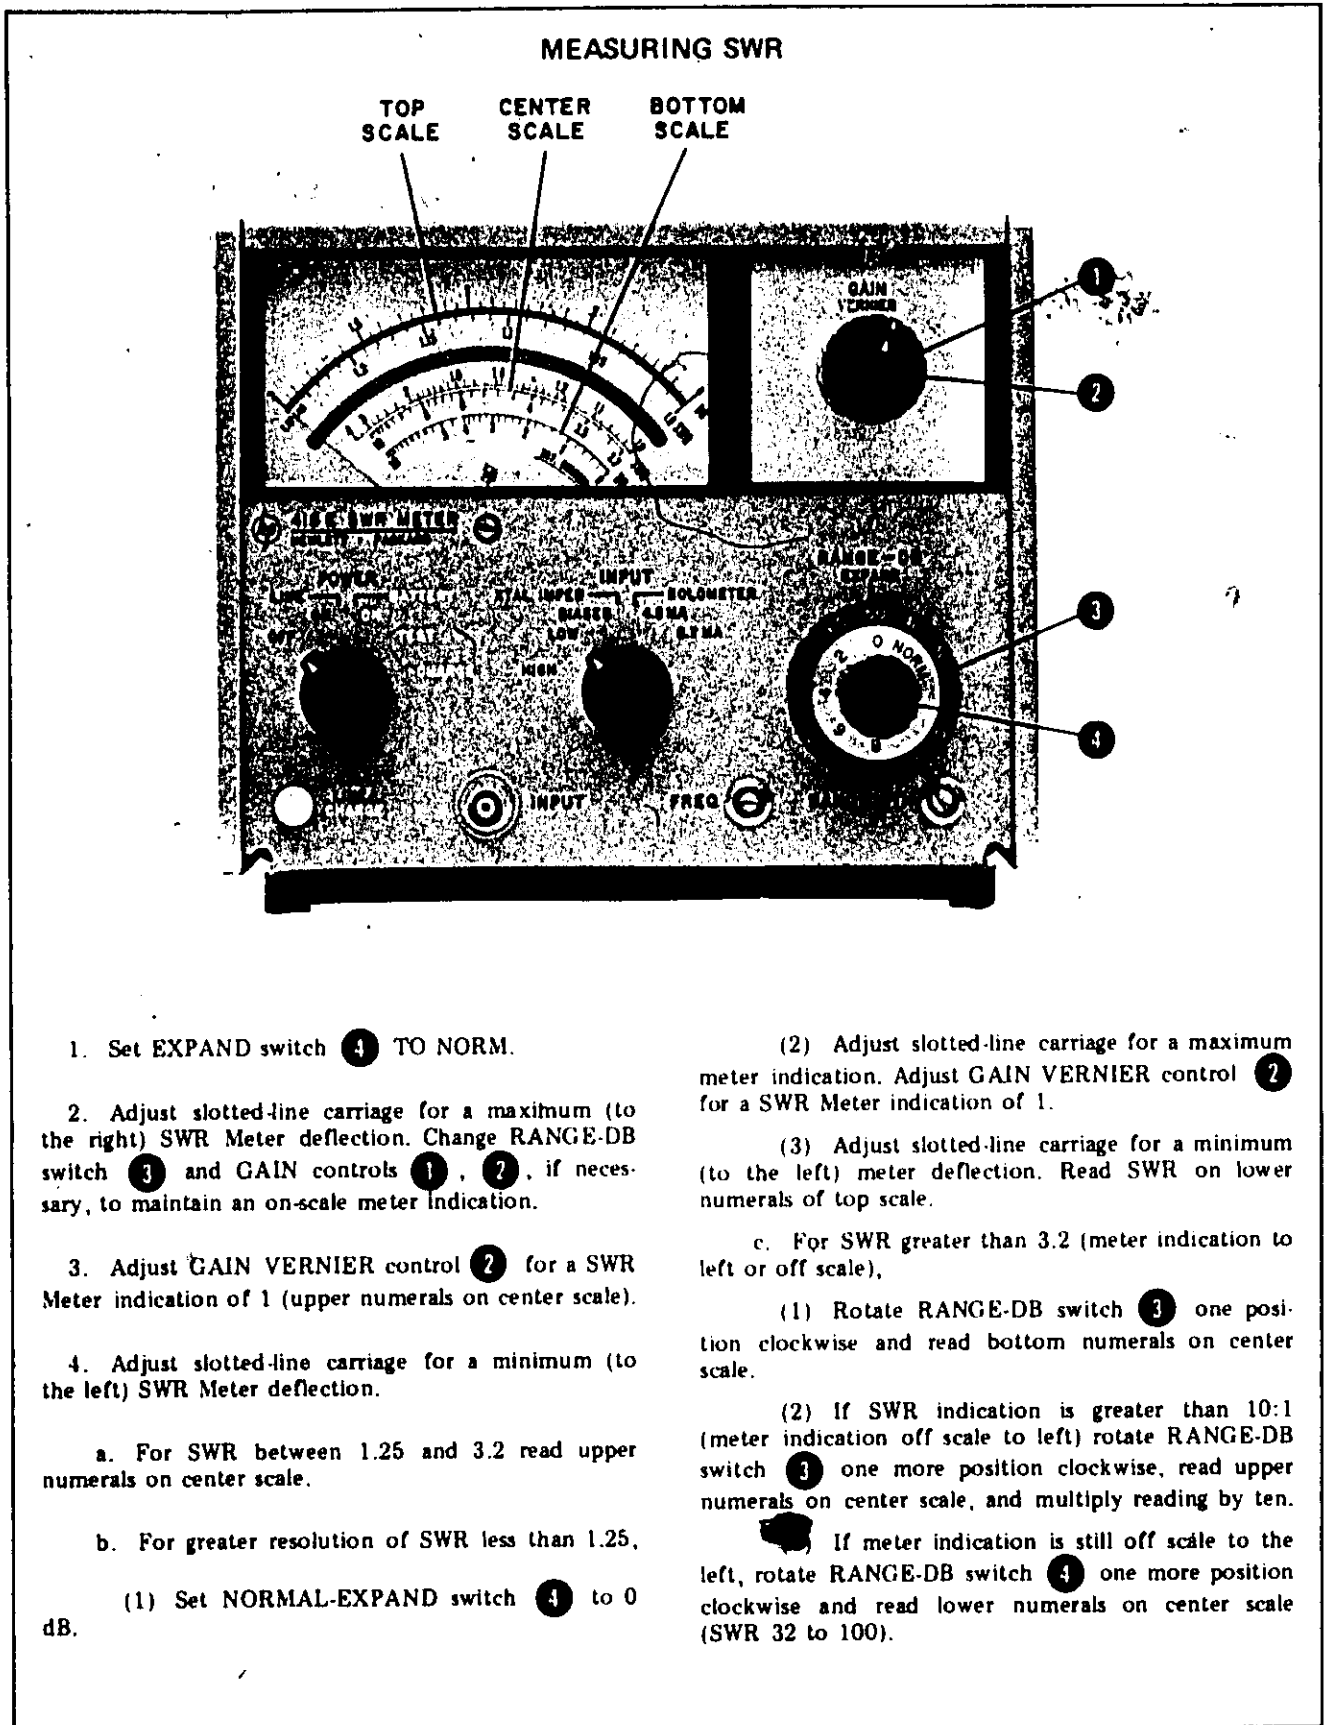 MEASURING SWR
TOP SCALE
CENTER SCALE
BOTTOM SCALE
GAIN
VERNIER
1
2
SWR METER
HEWLETT PACKARD
POWER
INPUT
XTAL IMPED
BOLOMETER
BIASED
LOW
HIGH
RANGE-DB
EXPAND
0 NORM
3
4
INPUT
FREQ
1. Set EXPAND switch 4 TO NORM.
2. Adjust slotted-line carriage for a maximum (to
the right) SWR Meter deflection. Change RANGE-DB
switch 3 and GAIN controls 1, 2, if neces-
sary, to maintain an on-scale meter indication.
3. Adjust GAIN VERNIER control 2 for a SWR
Meter indication of 1 (upper numerals on center scale).
4. Adjust slotted-line carriage for a minimum (to
the left) SWR Meter deflection.
a. For SWR between 1.25 and 3.2 read upper
numerals on center scale.
b. For greater resolution of SWR less than 1.25,
(1) Set NORMAL-EXPAND switch 4 to 0
dB.
(2) Adjust slotted-line carriage for a maximum
meter indication. Adjust GAIN VERNIER control 2
for a SWR Meter indication of 1.
(3) Adjust slotted-line carriage for a minimum
(to the left) meter deflection. Read SWR on lower
numerals of top scale.
c. For SWR greater than 3.2 (meter indication to
left or off scale),
(1) Rotate RANGE-DB switch 3 one posi-
tion clockwise and read bottom numerals on center
scale.
(2) If SWR indication is greater than 10:1
(meter indication off scale to left) rotate RANGE-DB
switch 3 one more position clockwise, read upper
numerals on center scale, and multiply reading by ten.
If meter indication is still off scale to the
left, rotate RANGE-DB switch 4 one more position
clockwise and read lower numerals on center scale
(SWR 32 to 100).